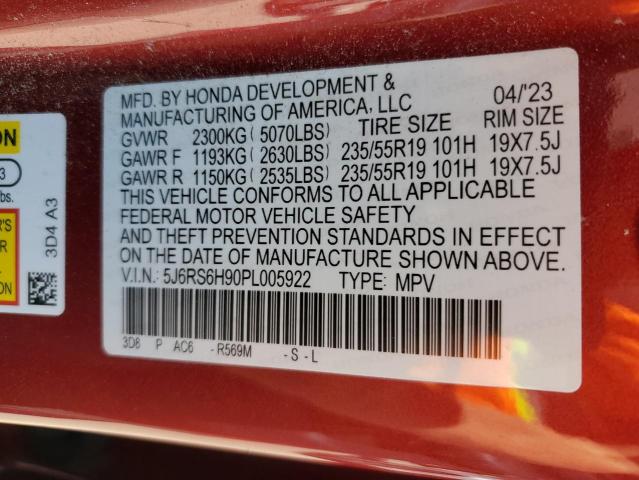 MFD. BY HONDA DEVELOPMENT &
MANUFACTURING OF AMERICA, LLC 04/'23
GVWR 2300KG ( 5070LBS) TIRE SIZE RIM SIZE
GAWR F 1193KG ( 2630LBS) 235/55R19 101H 19X7.5J
GAWR R 1150KG ( 2535LBS) 235/55R19 101H 19X7.5J
THIS VEHICLE CONFORMS TO ALL APPLICABLE
FEDERAL MOTOR VEHICLE SAFETY
AND THEFT PREVENTION STANDARDS IN EFFECT
ON THE DATE OF MANUFACTURE SHOWN ABOVE.
V.I.N.: 5J6RS6H90PL005922 TYPE: MPV
3D8 P AC6 - R569M - S - L
3D4 A3
ON
3
bs.
R'S
R